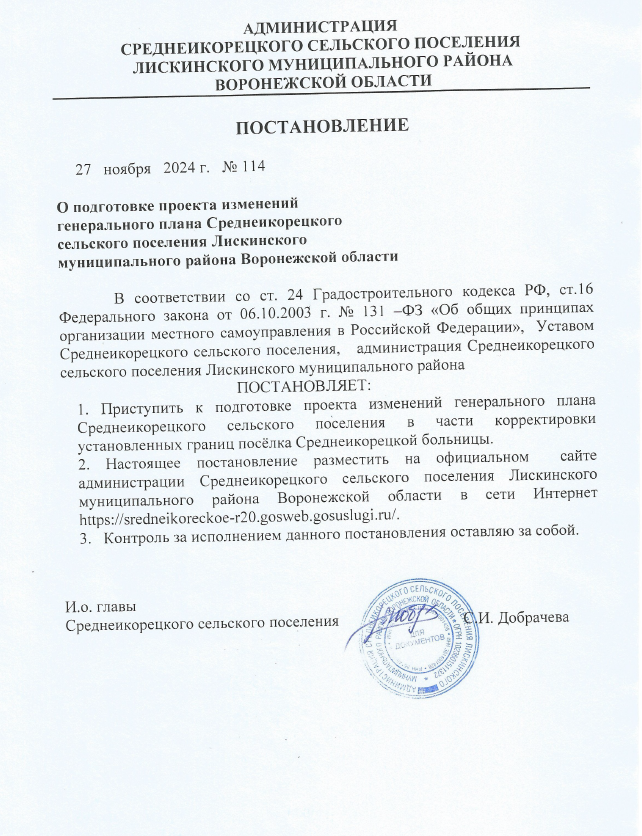 АДМИНИСТРАЦИЯ
СРЕДНЕИКОРЕЦКОГО СЕЛЬСКОГО ПОСЕЛЕНИЯ
ЛИСКИНСКОГО МУНИЦИПАЛЬНОГО РАЙОНА
ВОРОНЕЖСКОЙ ОБЛАСТИ
ПОСТАНОВЛЕНИЕ
27 ноября 2024 г. № 114
О подготовке проекта изменений
генерального плана Среднеикорецкого
сельского поселения Лискинского
муниципального района Воронежской области
В соответствии со ст. 24 Градостроительного кодекса РФ, ст.16
Федерального закона от 06.10.2003 г. № 131 –ФЗ «Об общих принципах
организации местного самоуправления в Российской Федерации», Уставом
Среднеикорецкого сельского поселения, администрация Среднеикорецкого
сельского поселения Лискинского муниципального района
ПОСТАНОВЛЯЕТ:
1. Приступить к подготовке проекта изменений генерального плана
Среднеикорецкого сельского поселения в части корректировки
установленных границ посёлка Среднеикорецкой больницы.
2. Настоящее постановление разместить на официальном сайте
администрации Среднеикорецкого сельского поселения Лискинского
муниципального района Воронежской области в сети Интернет
https://sredneikoreckoe-r20.gosweb.gosuslugi.ru/.
3. Контроль за исполнением данного постановления оставляю за собой.
И.о. главы
Среднеикорецкого сельского поселения
С.И. Добрачева
ДЛЯ
ДОКУМЕНТОВ